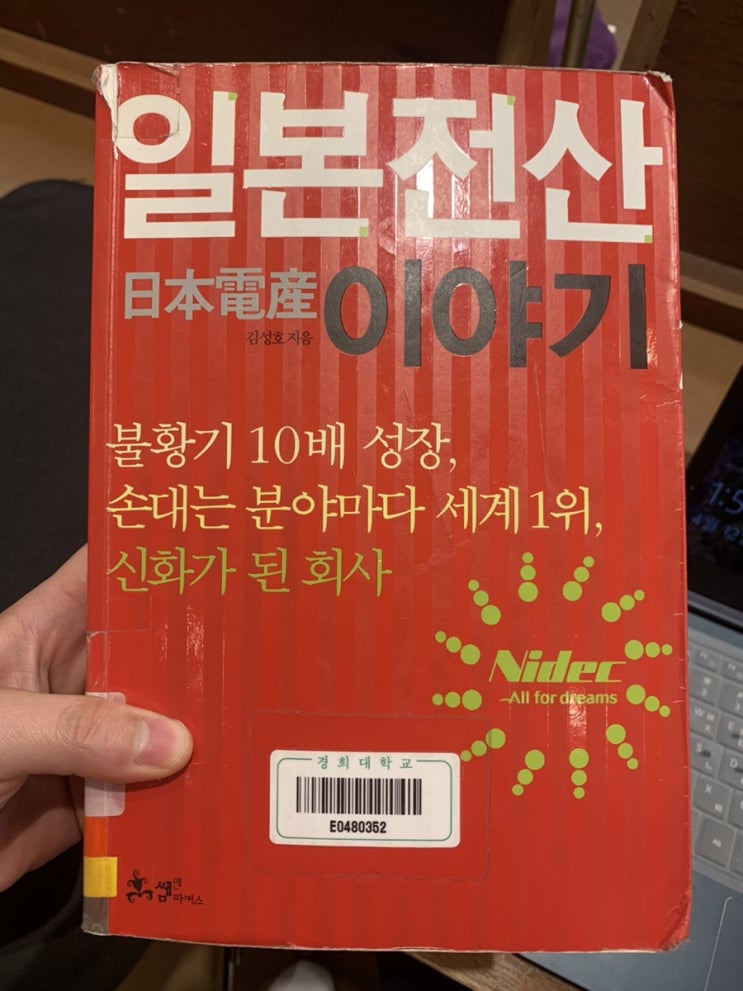 일본전산
日本電産
이야기
김성호 지음
불황기 10배 성장,
손대는 분야마다 세계 1위,
신화가 된 회사
Nidec
All for dreams
경희대학교
E0480352
쌤앤파커스